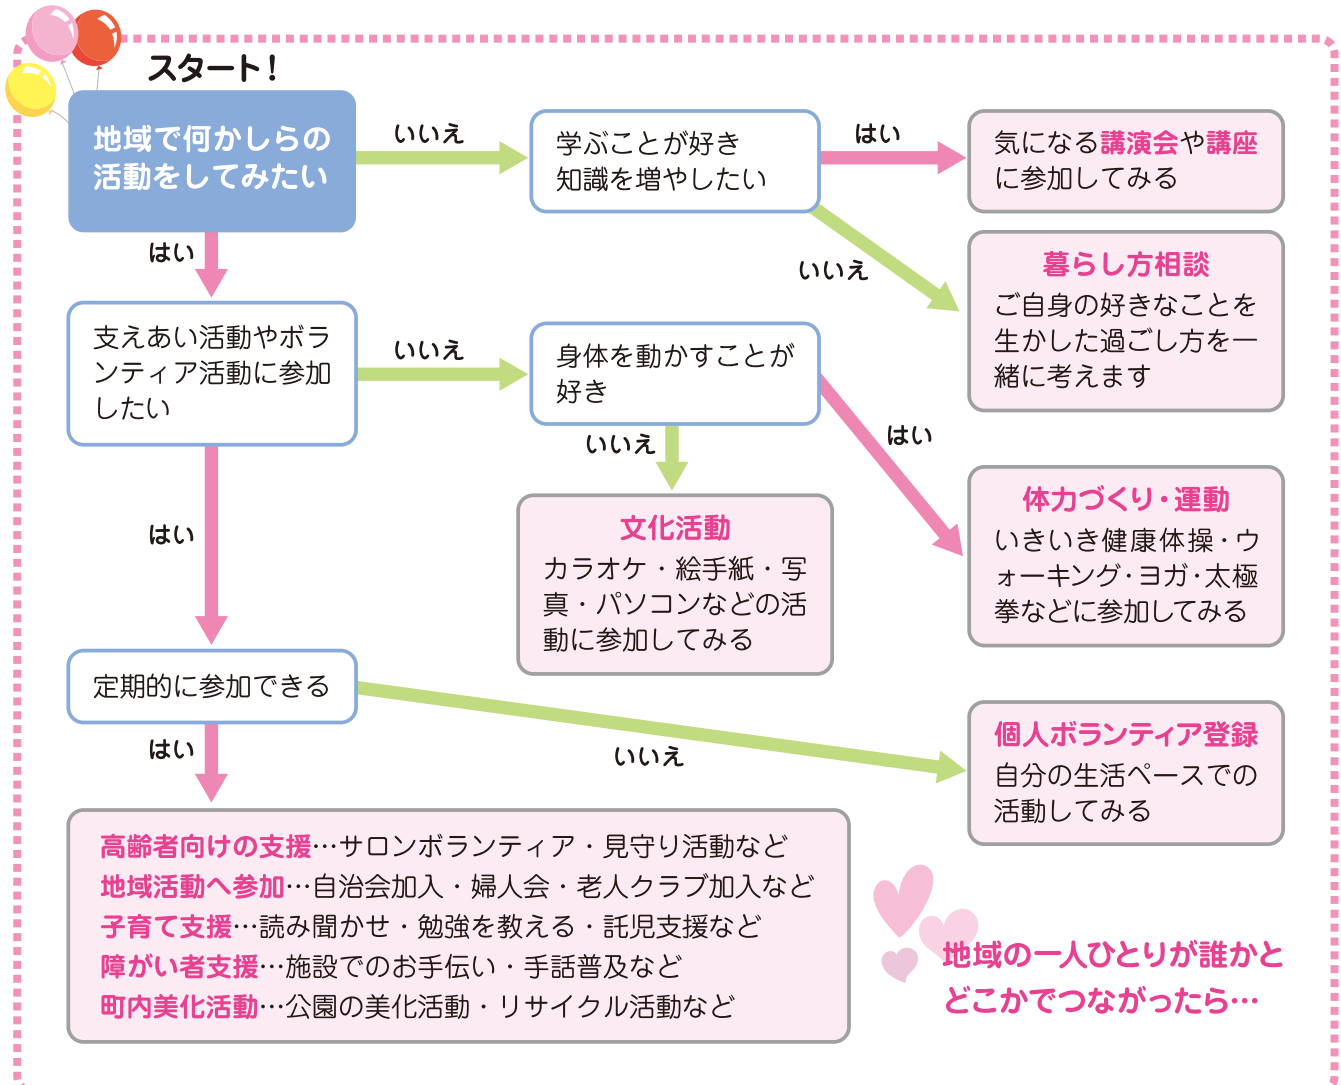 スタート！
地域で何かしらの
活動をしてみたい
いいえ
学ぶことが好き
知識を増やしたい
はい
気になる講演会や講座
に参加してみる
いいえ
暮らし方相談
ご自身の好きなことを
生かした過ごし方を一
緒に考えます
はい
支えあい活動やボラ
ンティア活動に参加
したい
いいえ
身体を動かすことが
好き
はい
体力づくり・運動
いきいき健康体操・ウ
ォーキング・ヨガ・太極
拳などに参加してみる
いいえ
文化活動
カラオケ・絵手紙・写
真・パソコンなどの活
動に参加してみる
はい
定期的に参加できる
いいえ
個人ボランティア登録
自分の生活ペースでの
活動してみる
はい
高齢者向けの支援…サロンボランティア・見守り活動など
地域活動へ参加…自治会加入・婦人会・老人クラブ加入など
子育て支援…読み聞かせ・勉強を教える・託児支援など
障がい者支援…施設でのお手伝い・手話普及など
町内美化活動…公園の美化活動・リサイクル活動など
地域の一人ひとりが誰かと
どこかでつながったら…